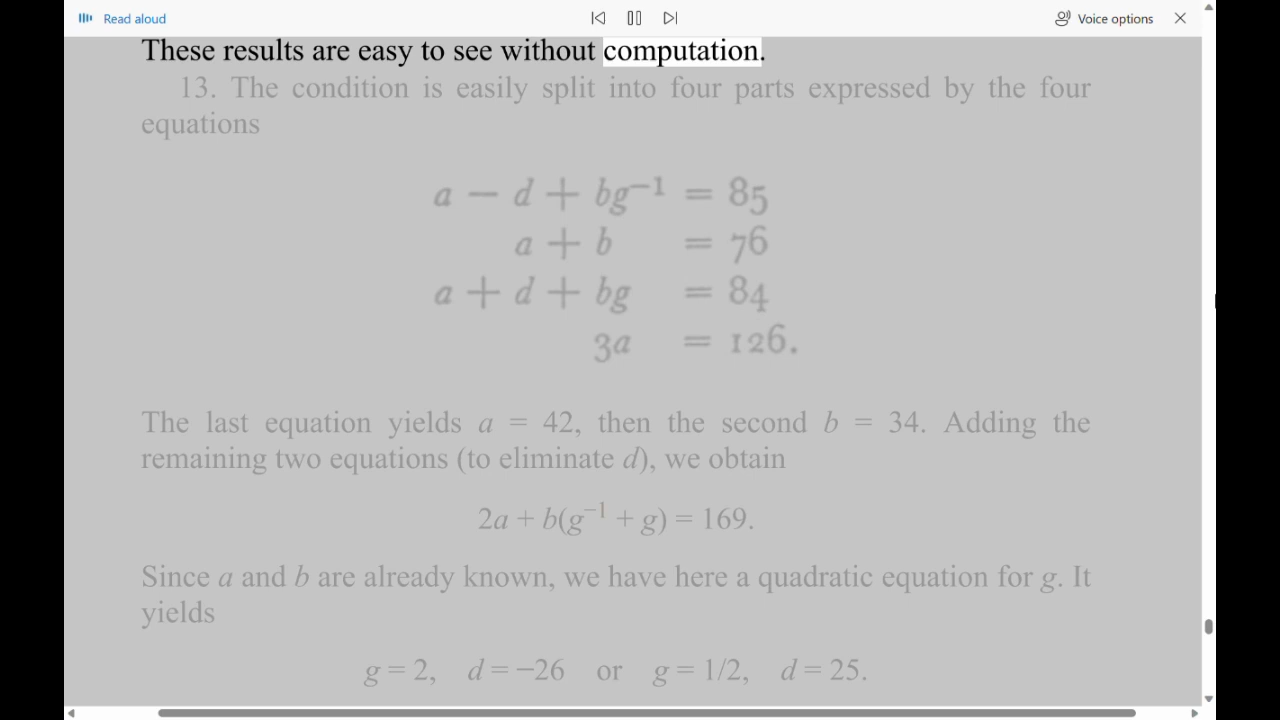 Read aloud
Voice options
These results are easy to see without computation.
13. The condition is easily split into four parts expressed by the four
equations
a − d + bg⁻¹ = 85
a + b = 76
a + d + bg = 84
3a = 126.
The last equation yields a = 42, then the second b = 34. Adding the
remaining two equations (to eliminate d), we obtain
2a + b(g⁻¹ + g) = 169.
Since a and b are already known, we have here a quadratic equation for g. It
yields
g = 2, d = −26 or g = 1/2, d = 25.